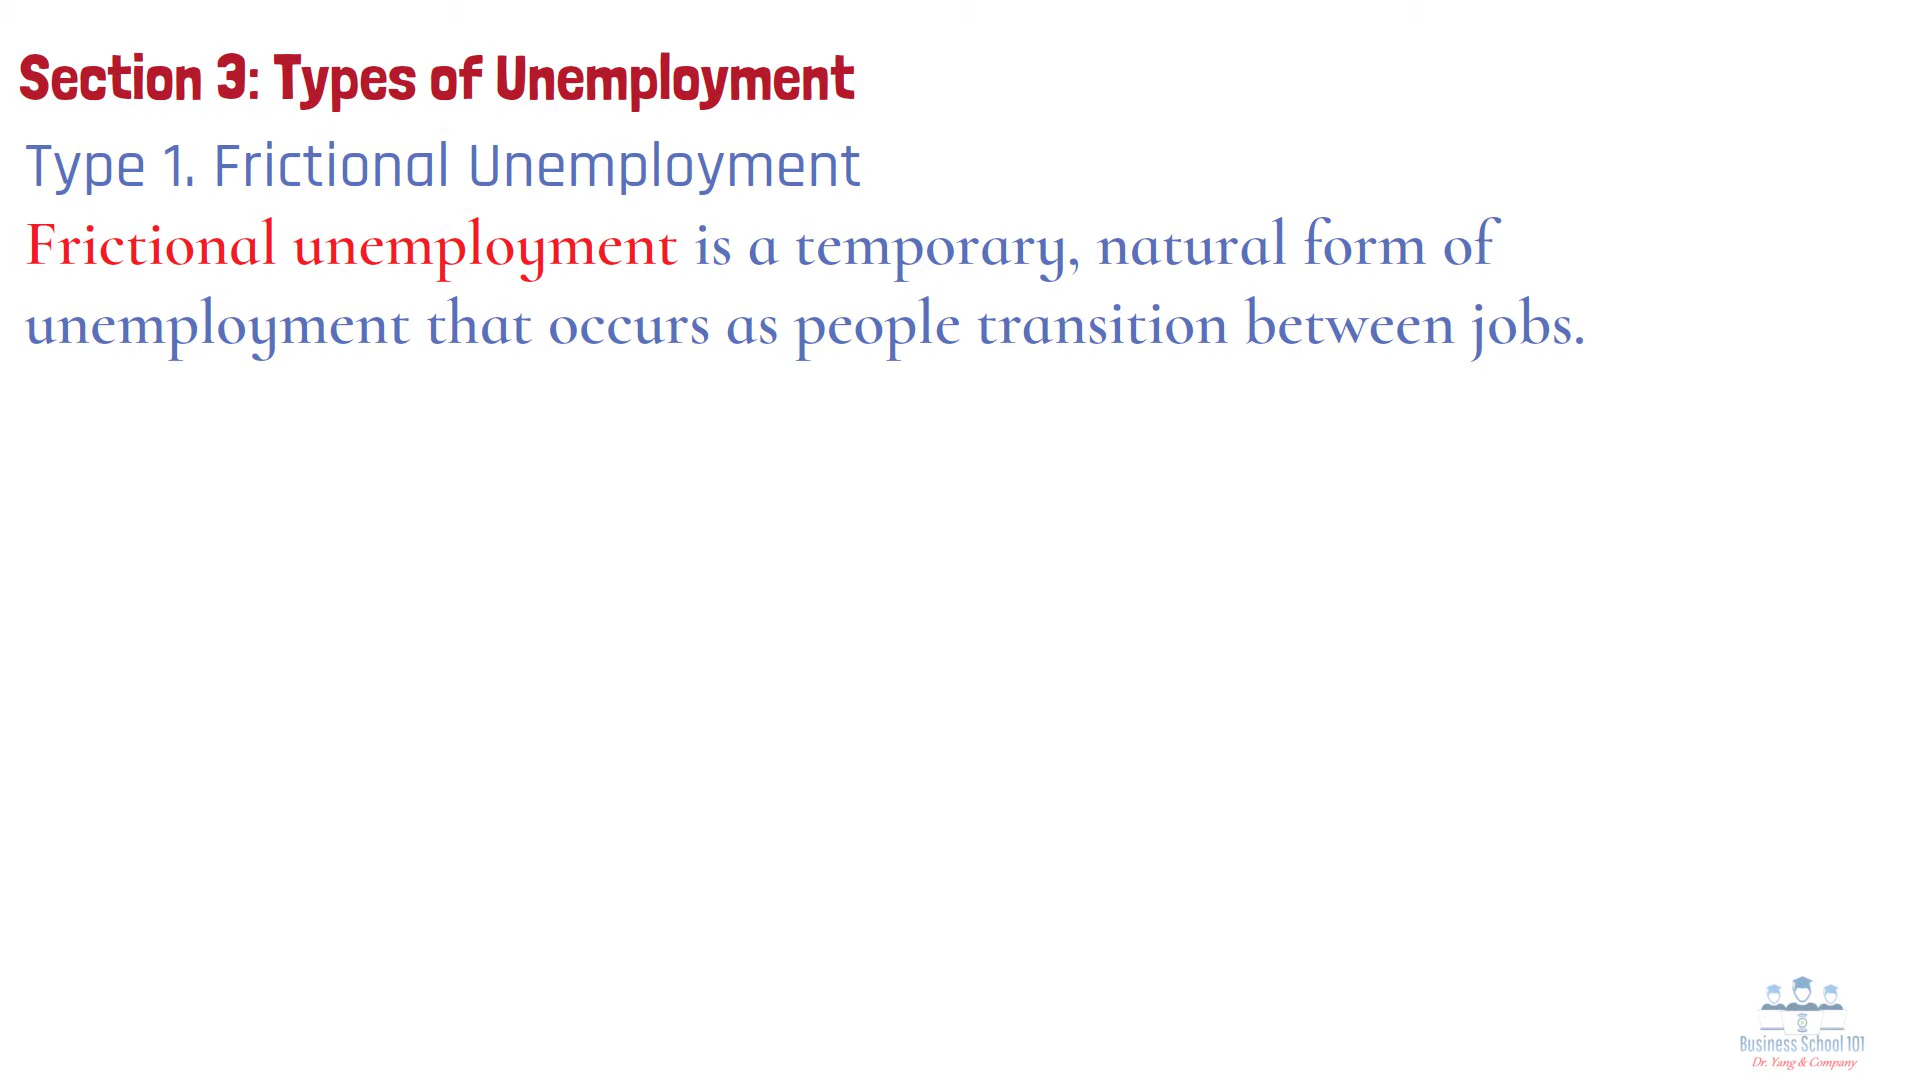 Section 3: Types of Unemployment
Type 1. Frictional Unemployment
Frictional unemployment is a temporary, natural form of
unemployment that occurs as people transition between jobs.
Business School 101
Dr. Yang & Company